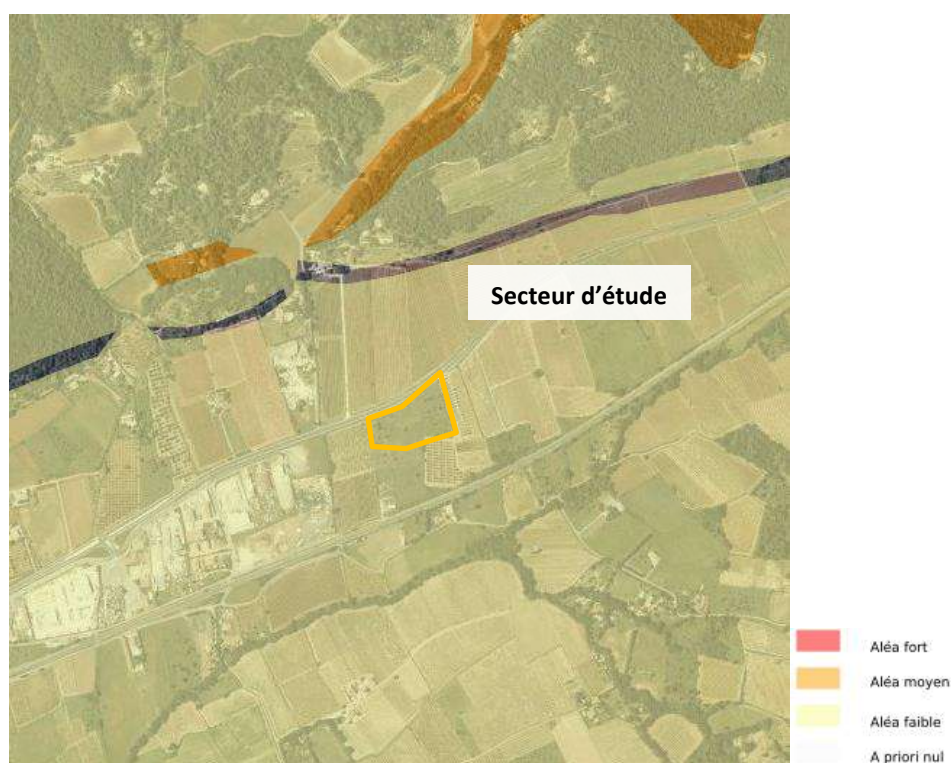 Secteur d’étude
Aléa fort
Aléa moyen
Aléa faible
A priori nul